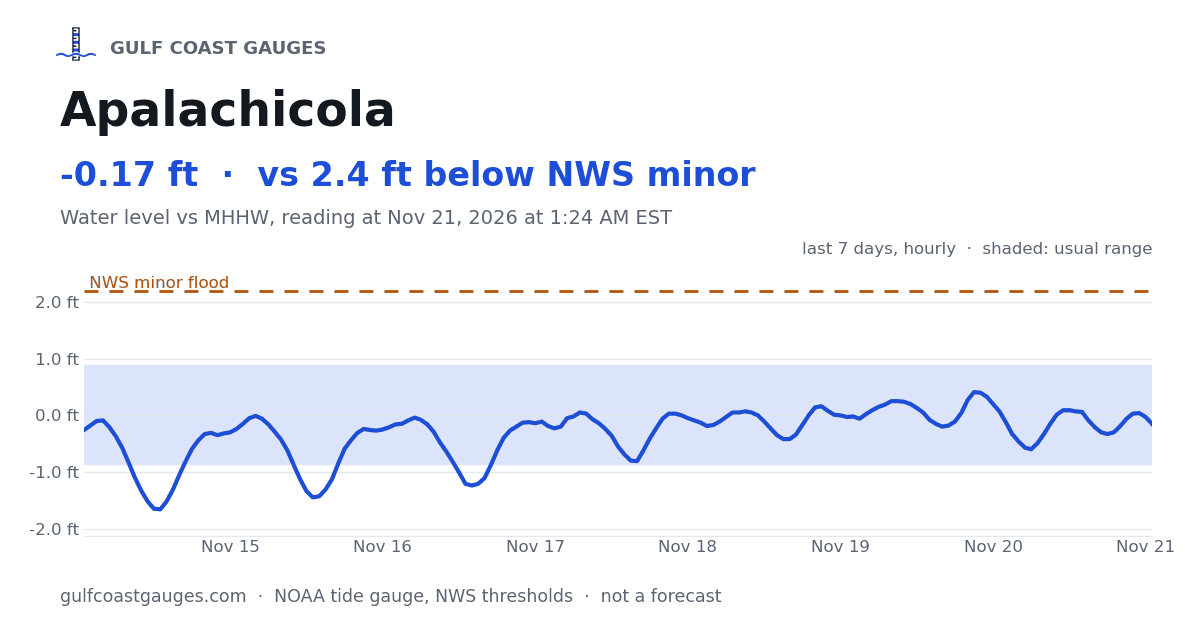 GULF COAST GAUGES
Apalachicola
-0.17 ft · vs 2.4 ft below NWS minor
Water level vs MHHW, reading at Nov 21, 2026 at 1:24 AM EST
last 7 days, hourly · shaded: usual range
NWS minor flood
2.0 ft
1.0 ft
0.0 ft
-1.0 ft
-2.0 ft
Nov 15 Nov 16 Nov 17 Nov 18 Nov 19 Nov 20 Nov 21
gulfcoastgauges.com · NOAA tide gauge, NWS thresholds · not a forecast